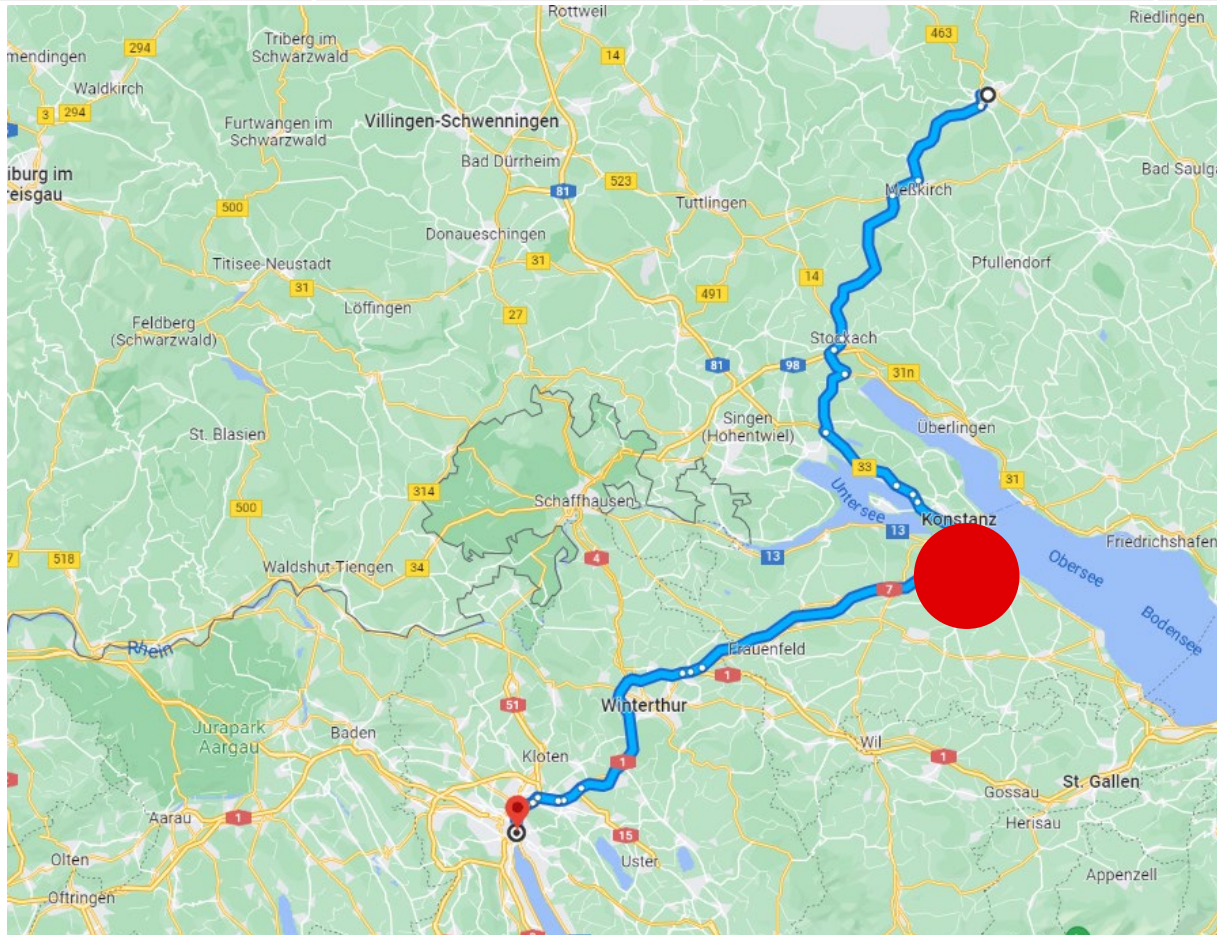 Rottweil
Riedlingen
463
294
Triberg im
Schwarzwald
mendingen
14
Waldkirch
3
294
Furtwangen im
Schwarzwald
Villingen-Schwenningen
Bad Dürrheim
Bad Saulga
iburg im
reisgau
81
523
Meßkirch
Tuttlingen
500
Donaueschingen
Titisee-Neustadt
31
Pfullendorf
14
31
491
Löffingen
27
Feldberg
(Schwarzwald)
Stockach
81
98
31n
Singen
(Hohentwiel)
Überlingen
St. Blasien
33
31
314
Untersee
Schaffhausen
500
Konstanz
13
Friedrichshafen
13
4
518
7
Waldshut-Tiengen
34
Obersee
7
Bodensee
Rhein
Frauenfeld
1
51
Winterthur
Jurapark
Aargau
Baden
Wil
Kloten
1
1
St. Gallen
Gossau
Herisau
Aarau
1
15
Olten
Uster
Appenzell
Oftringen